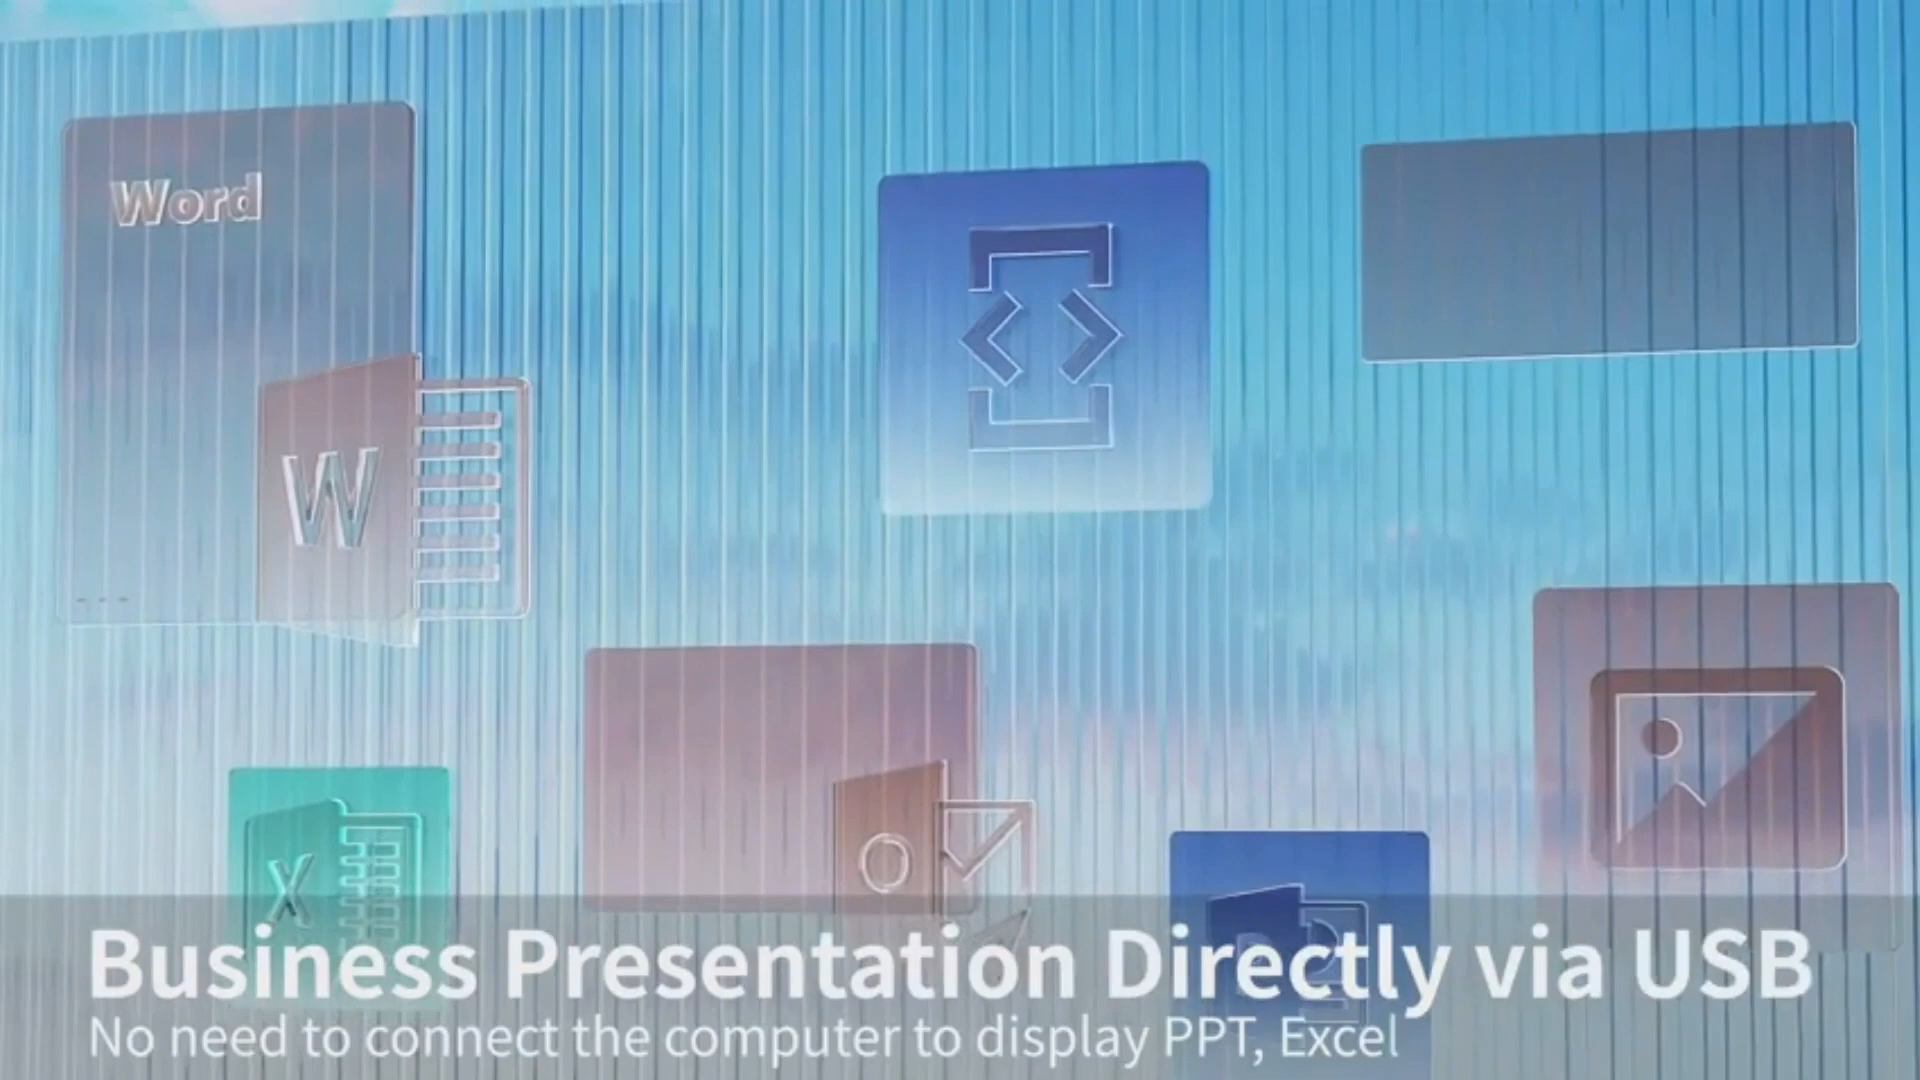 Word
W
X
O
P
Business Presentation Directly via USB
No need to connect the computer to display PPT, Excel